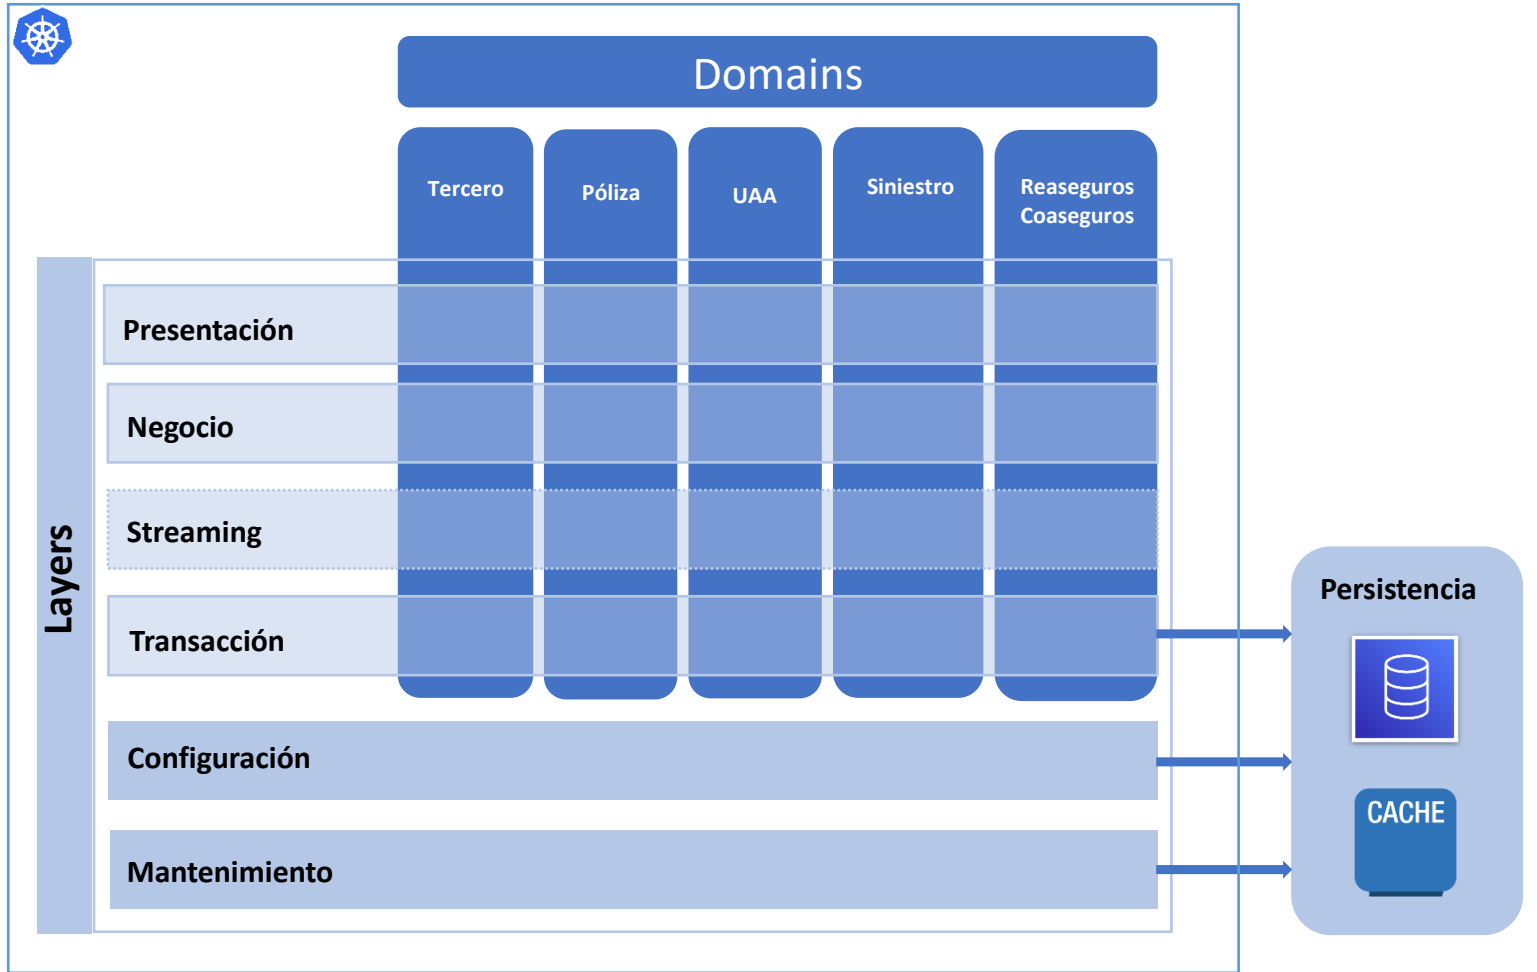 Domains
Tercero
Póliza
UAA
Siniestro
Reaseguros
Coaseguros
Layers
Presentación
Negocio
Streaming
Transacción
Configuración
Mantenimiento
Persistencia
CACHE